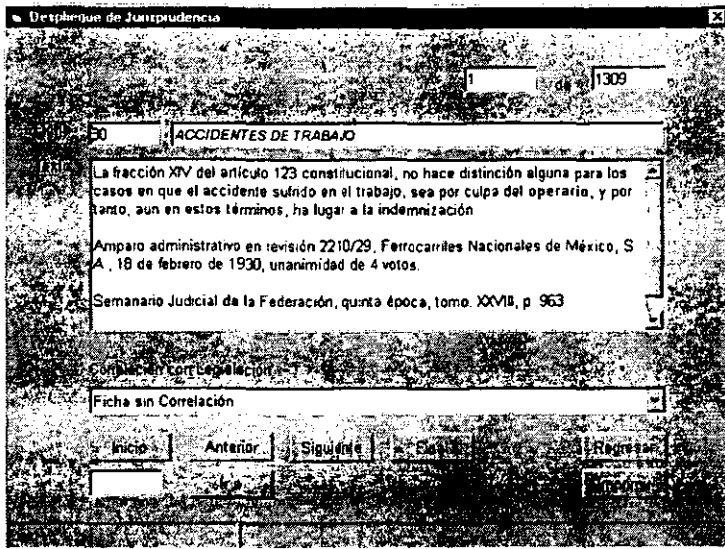 Despliegue de Jurisprudencia
1 de 1309
30 ACCIDENTES DE TRABAJO
La fracción XIV del artículo 123 constitucional, no hace distinción alguna para los
casos en que el accidente sufrido en el trabajo, sea por culpa del operario, y por
tanto, aun en estos términos, ha lugar a la indemnización
Amparo administrativo en revisión 2210/29, Ferrocarriles Nacionales de México, S
A , 18 de febrero de 1930, unanimidad de 4 votos.
Semanario Judicial de la Federación, quinta época, tomo. XXVIII, p 963
Correlación con Legislación
Ficha sin Correlación
Inicio Anterior Siguiente Regresar
Imprimir